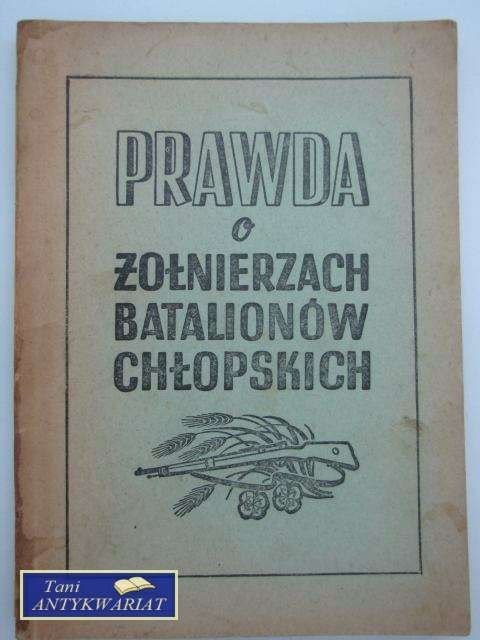 PRAWDA
o
ŻOŁNIERZACH
BATALIONÓW
CHŁOPSKICH
Tani
ANTYKWARIAT